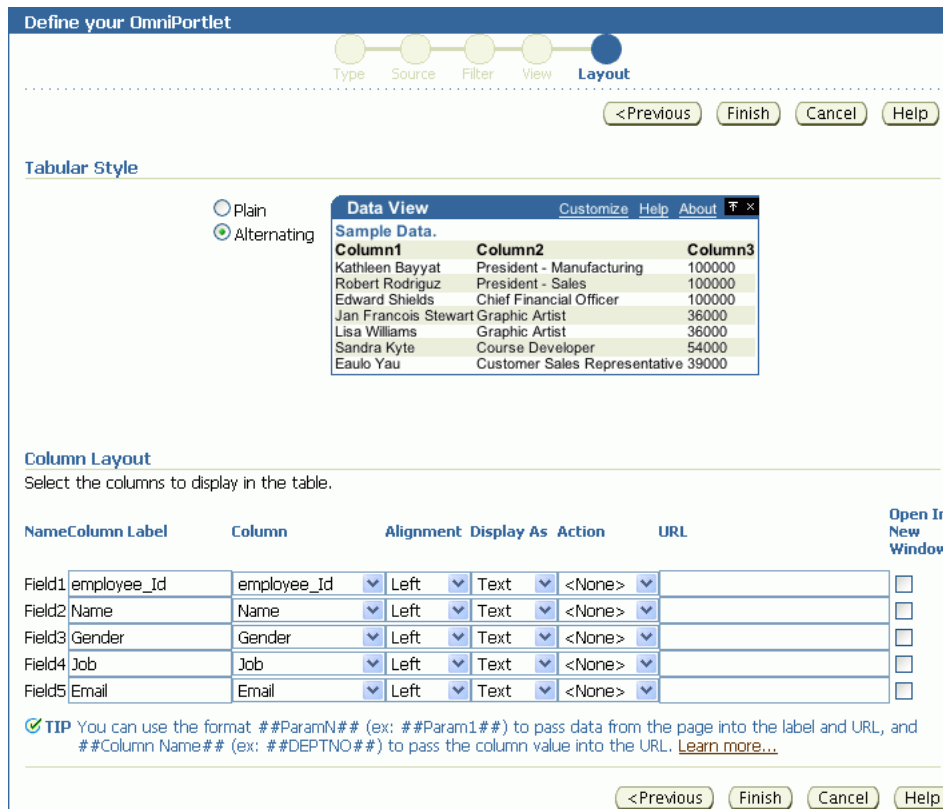 Define your OmniPortlet
Type Source Filter View Layout
<Previous Finish Cancel Help
Tabular Style
Plain
Alternating
Data View Customize Help About
Sample Data.
Column1 Column2 Column3
Kathleen Bayyat President - Manufacturing 100000
Robert Rodriguz President - Sales 100000
Edward Shields Chief Financial Officer 100000
Jan Francois Stewart Graphic Artist 36000
Lisa Williams Graphic Artist 36000
Sandra Kyte Course Developer 54000
Eaulo Yau Customer Sales Representative 39000
Column Layout
Select the columns to display in the table.
Name Column Label Column Alignment Display As Action URL Open In New Window
Field1 employee_Id employee_Id Left Text <None>
Field2 Name Name Left Text <None>
Field3 Gender Gender Left Text <None>
Field4 Job Job Left Text <None>
Field5 Email Email Left Text <None>
TIP You can use the format ##ParamN## (ex: ##Param1##) to pass data from the page into the label and URL, and
##Column Name## (ex: ##DEPTNO##) to pass the column value into the URL. Learn more...
<Previous Finish Cancel Help